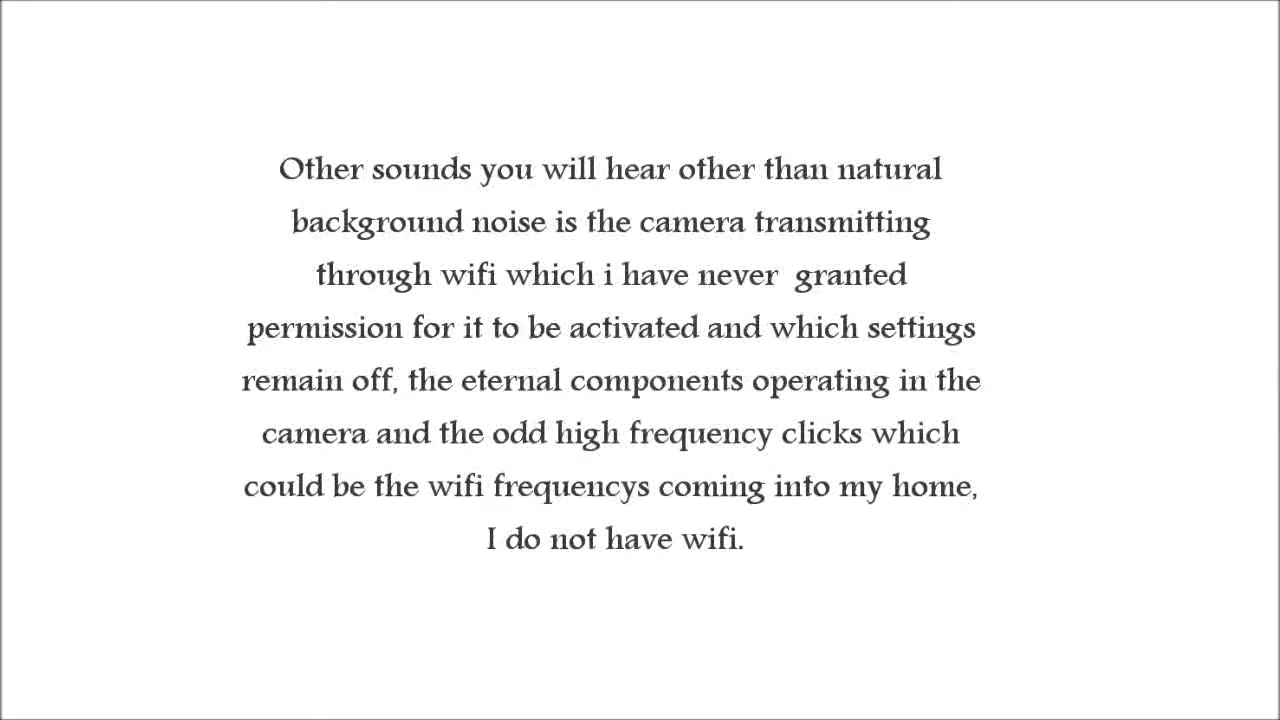 Other sounds you will hear other than natural
background noise is the camera transmitting
through wifi which i have never granted
permission for it to be activated and which settings
remain off, the eternal components operating in the
camera and the odd high frequency clicks which
could be the wifi frequencys coming into my home,
I do not have wifi.